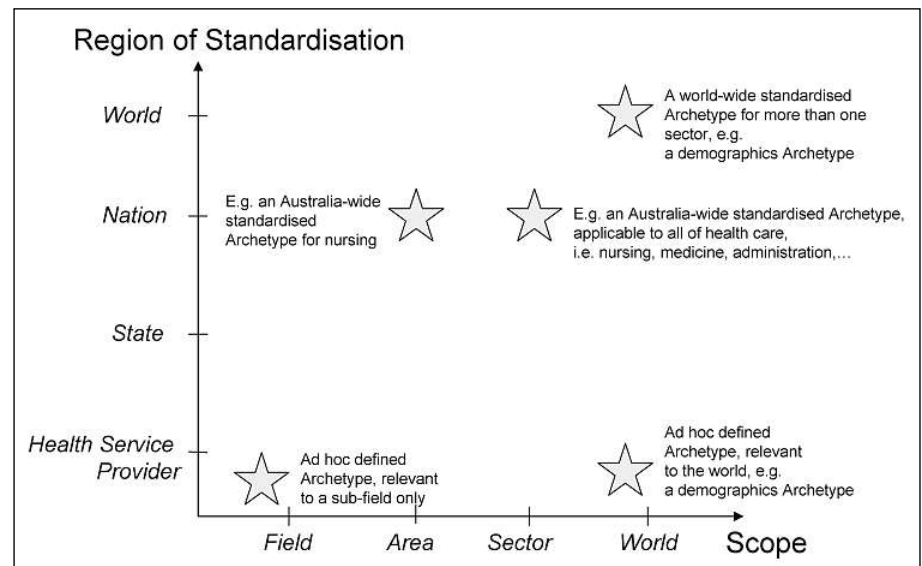 Region of Standardisation
World
A world-wide standardised
Archetype for more than one
sector, e.g.
a demographics Archetype
Nation
E.g. an Australia-wide
standardised
Archetype for nursing
E.g. an Australia-wide standardised Archetype,
applicable to all of health care,
i.e. nursing, medicine, administration,...
State
Health Service
Provider
Ad hoc defined
Archetype, relevant
to a sub-field only
Ad hoc defined
Archetype, relevant
to the world, e.g.
a demographics Archetype
Field
Area
Sector
World
Scope